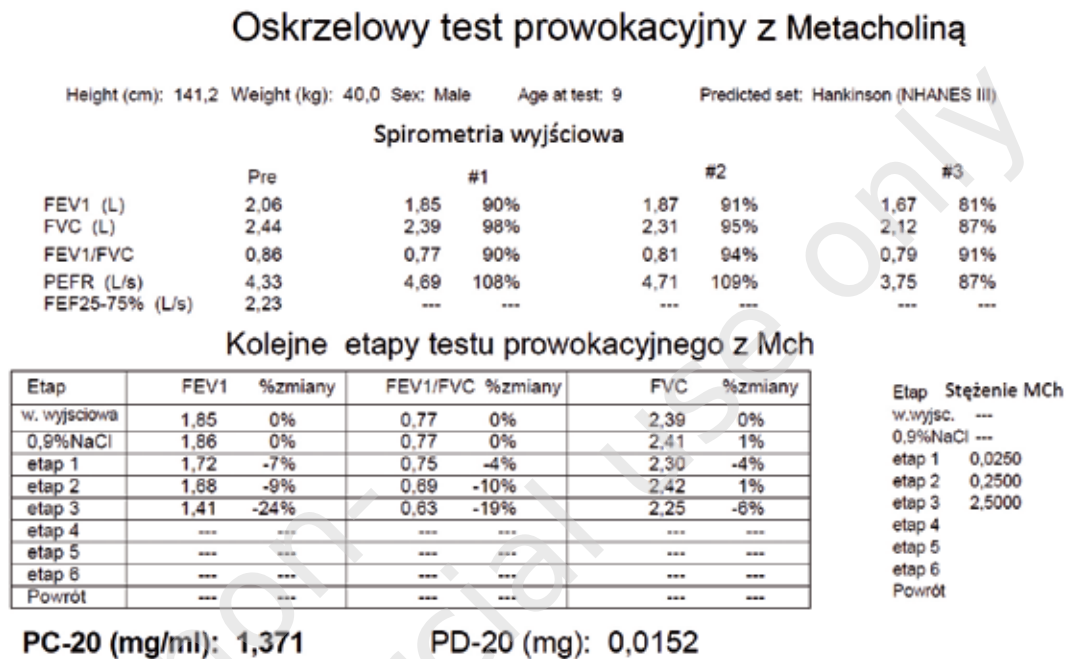 Oskrzelowy test prowokacyjny z Metacholiną
Height (cm): 141,2 Weight (kg): 40,0 Sex: Male Age at test: 9 Predicted set: Hankinson (NHANES III)
Spirometria wyjściowa
Pre #1 #2 #3
FEV1 (L) 2,06 1,85 90% 1,87 91% 1,67 81%
FVC (L) 2,44 2,39 98% 2,31 95% 2,12 87%
FEV1/FVC 0,86 0,77 90% 0,81 94% 0,79 91%
PEFR (L/s) 4,33 4,69 108% 4,71 109% 3,75 87%
FEF25-75% (L/s) 2,23 --- --- --- --- --- ---
Kolejne etapy testu prowokacyjnego z Mch
Etap FEV1 %zmiany FEV1/FVC %zmiany FVC %zmiany
w. wyjsciowa 1,85 0% 0,77 0% 2,39 0%
0,9%NaCl 1,86 0% 0,77 0% 2,41 1%
etap 1 1,72 -7% 0,75 -4% 2,30 -4%
etap 2 1,68 -9% 0,69 -10% 2,42 1%
etap 3 1,41 -24% 0,63 -19% 2,25 -6%
etap 4 --- --- --- --- --- ---
etap 5 --- --- --- --- --- ---
etap 6 --- --- --- --- --- ---
Powrót --- --- --- --- --- ---
Etap Stężenie MCh
w.wyjsc. ---
0,9%NaCl ---
etap 1 0,0250
etap 2 0,2500
etap 3 2,5000
etap 4
etap 5
etap 6
Powrót
PC-20 (mg/ml): 1,371 PD-20 (mg): 0,0152
use only